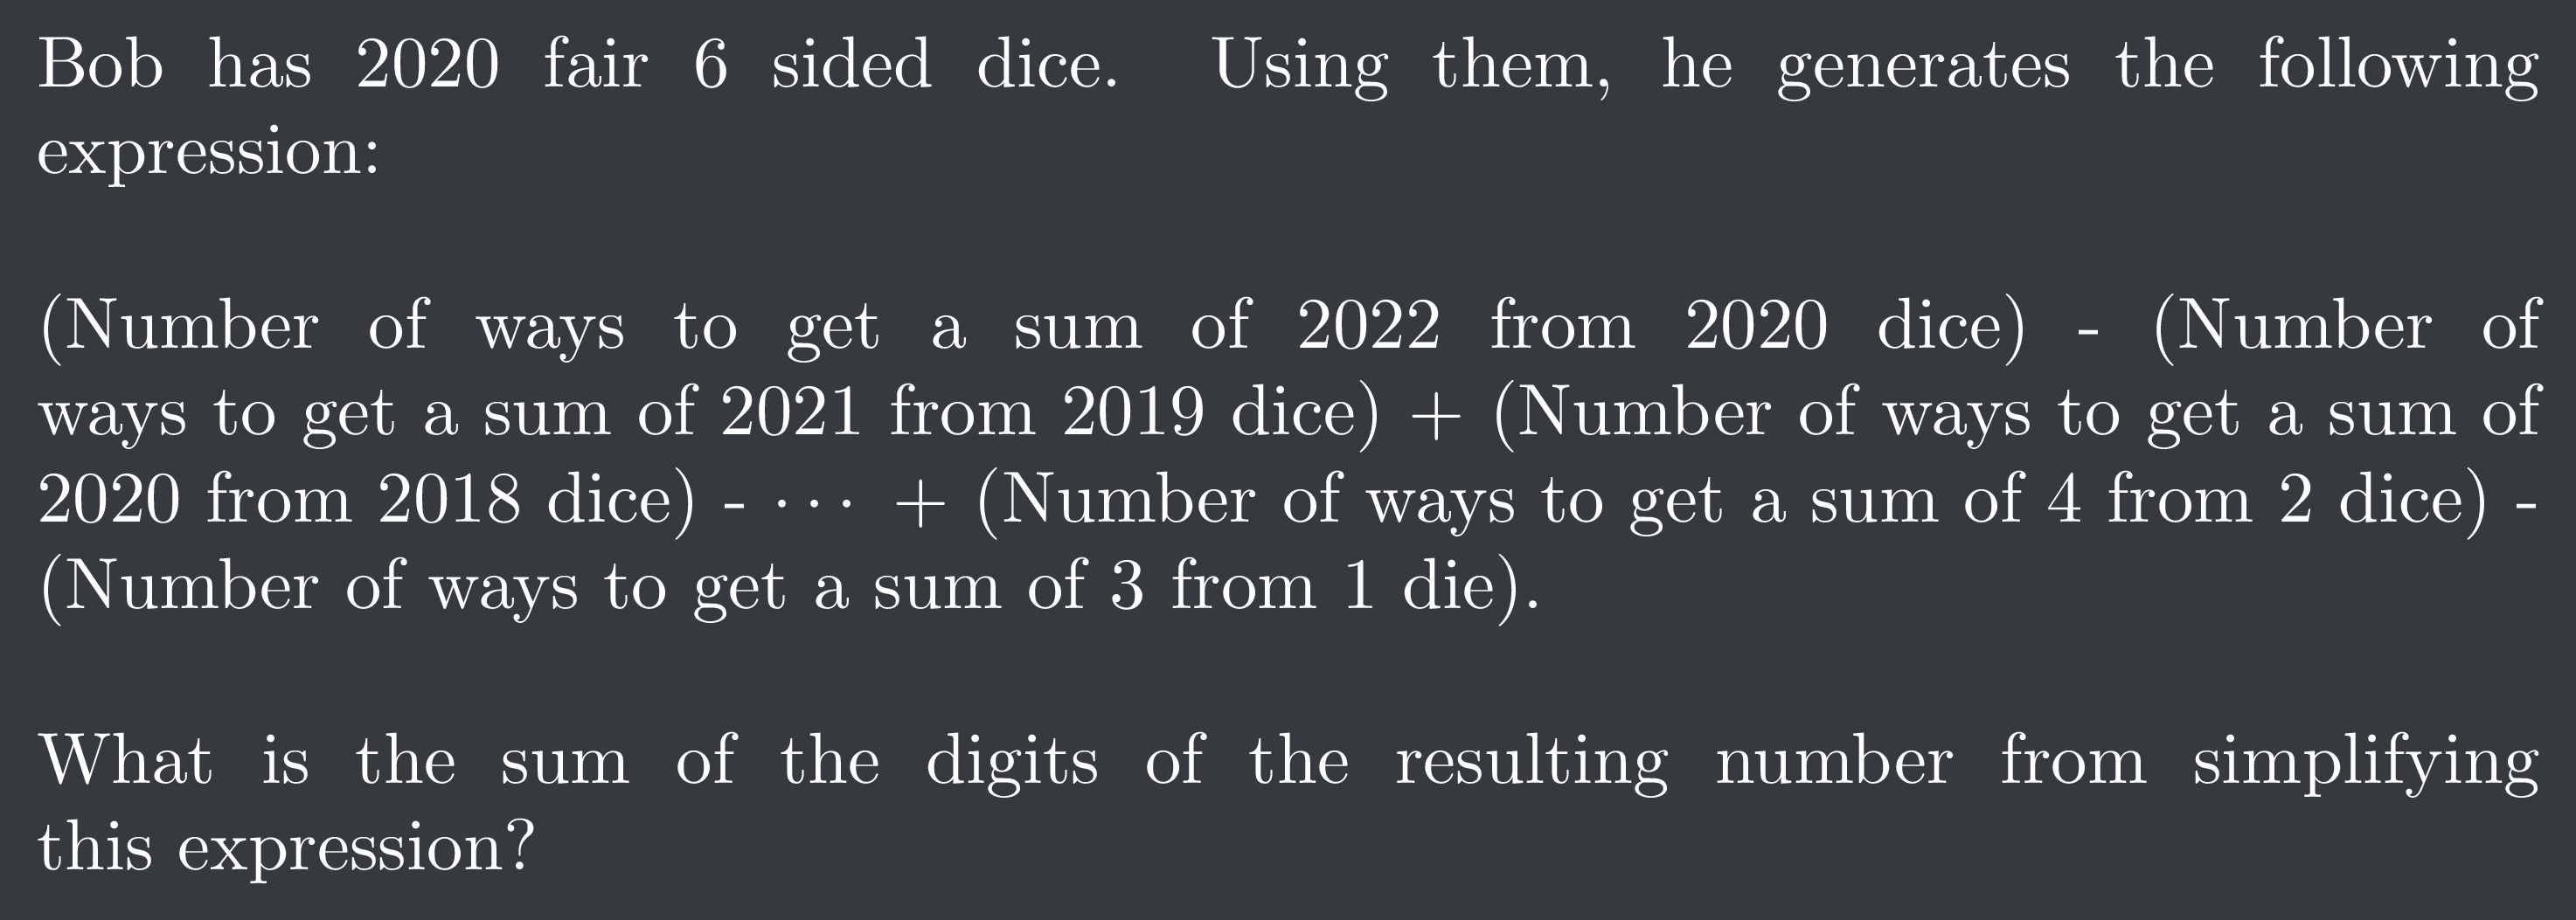 Bob has 2020 fair 6 sided dice. Using them, he generates the following
expression:
(Number of ways to get a sum of 2022 from 2020 dice) - (Number of
ways to get a sum of 2021 from 2019 dice) + (Number of ways to get a sum of
2020 from 2018 dice) - · · · + (Number of ways to get a sum of 4 from 2 dice) -
(Number of ways to get a sum of 3 from 1 die).
What is the sum of the digits of the resulting number from simplifying
this expression?